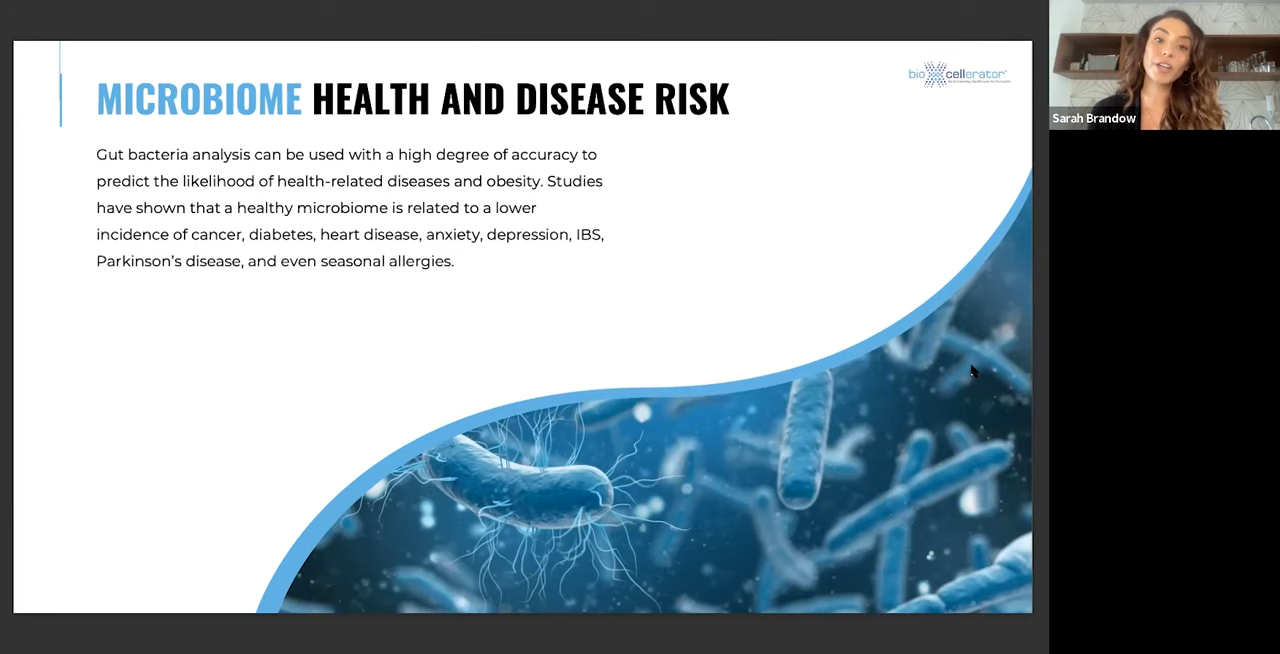 MICROBIOME HEALTH AND DISEASE RISK
bio cellerator
Gut bacteria analysis can be used with a high degree of accuracy to
predict the likelihood of health-related diseases and obesity. Studies
have shown that a healthy microbiome is related to a lower
incidence of cancer, diabetes, heart disease, anxiety, depression, IBS,
Parkinson’s disease, and even seasonal allergies.
Sarah Brandow